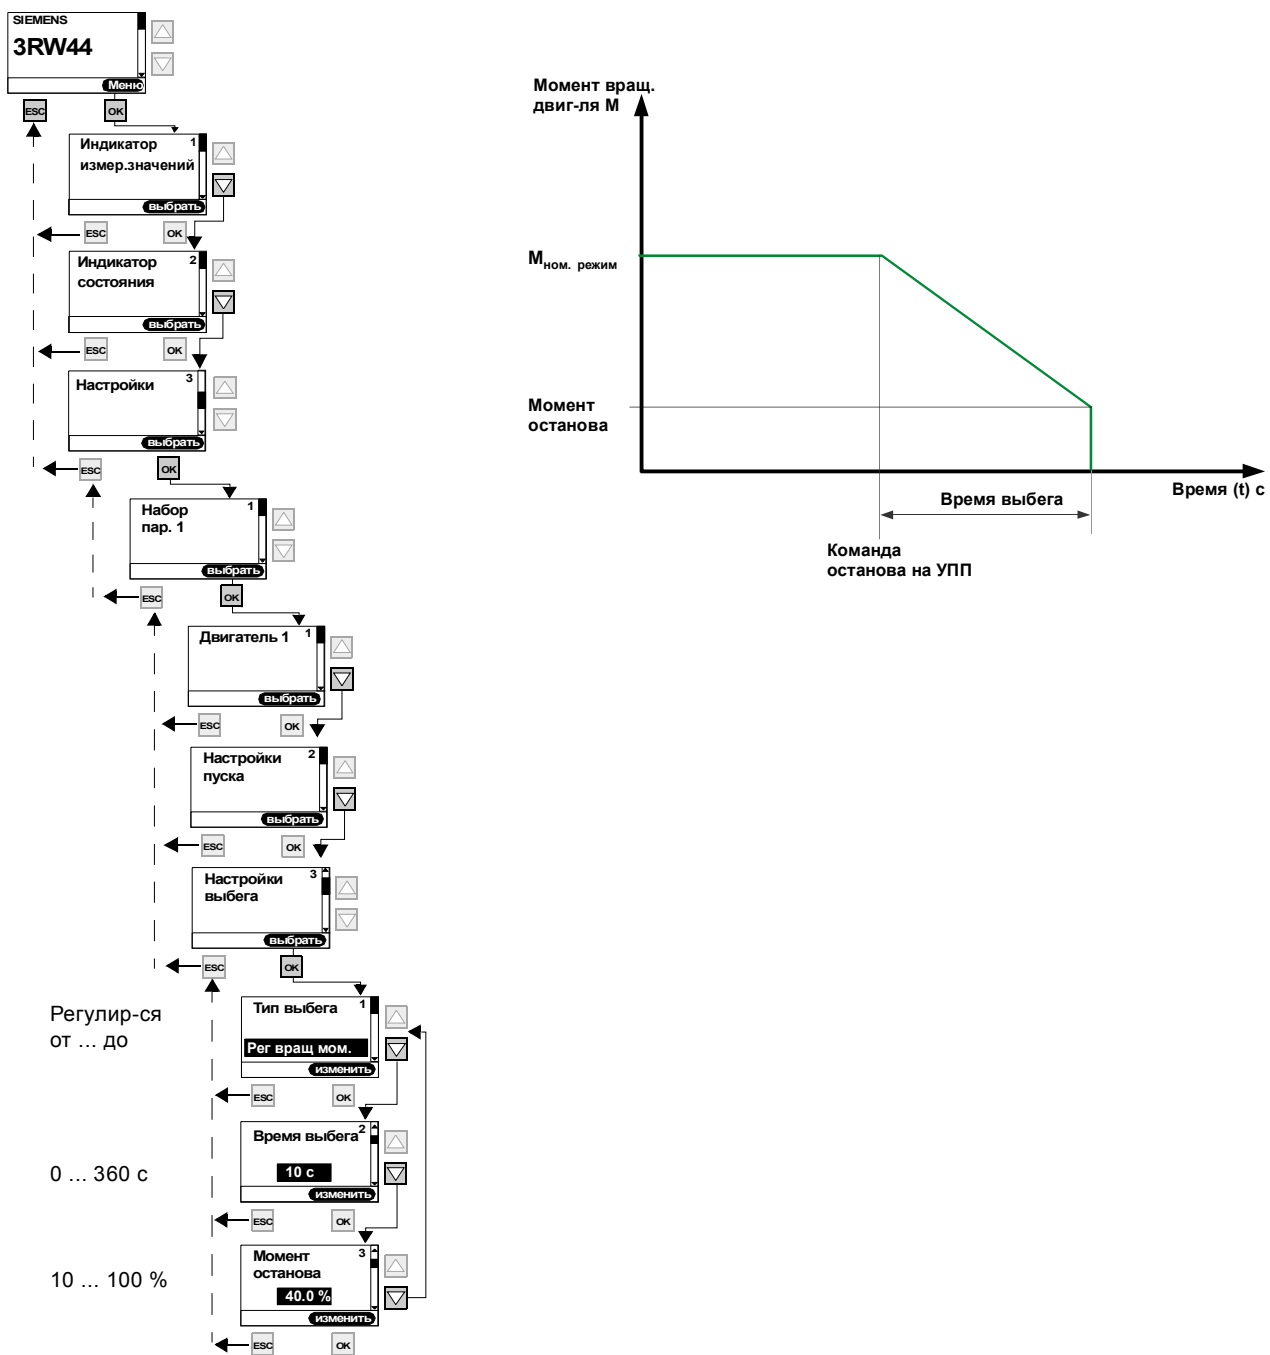 SIEMENS
3RW44
Меню
ESC
OK
Индикатор 1
измер.значений
выбрать
ESC
OK
Индикатор 2
состояния
выбрать
ESC
OK
Настройки 3
выбрать
ESC
OK
Набор 1
пар. 1
выбрать
ESC
OK
Двигатель 1 1
выбрать
ESC
OK
Настройки 2
пуска
выбрать
ESC
OK
Настройки 3
выбега
выбрать
ESC
OK
Регулир-ся
от ... до
Тип выбега 1
Рег вращ мом.
изменить
ESC
OK
Время выбега 2
0 ... 360 с
10 с
изменить
ESC
OK
Момент 3
останова
10 ... 100 %
40.0 %
изменить
ESC
OK
Момент вращ.
двиг-ля М
Мном. режим
Момент
останова
Время (t) с
Время выбега
Команда
останова на УПП